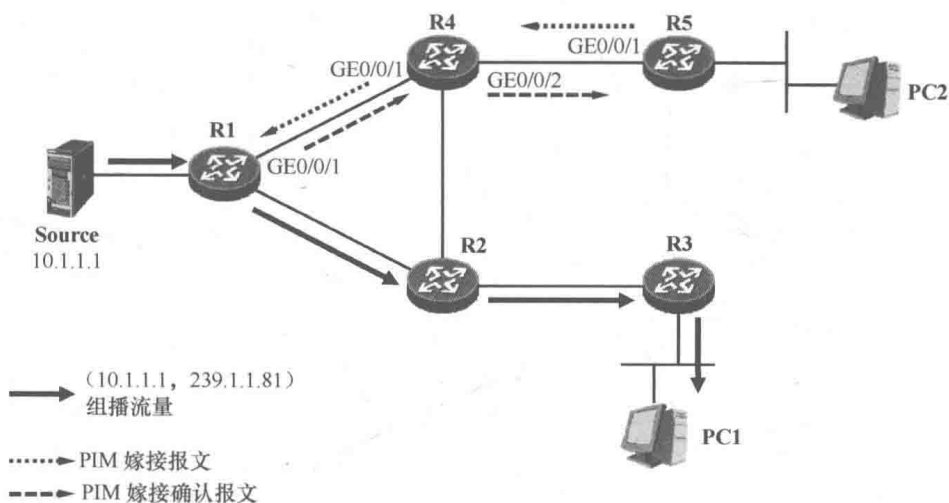 R4
R5
GE0/0/1
GE0/0/1
GE0/0/2
PC2
R1
GE0/0/1
Source
10.1.1.1
R2
R3
（10.1.1.1，239.1.1.81）
组播流量
PC1
PIM 嫁接报文
PIM 嫁接确认报文